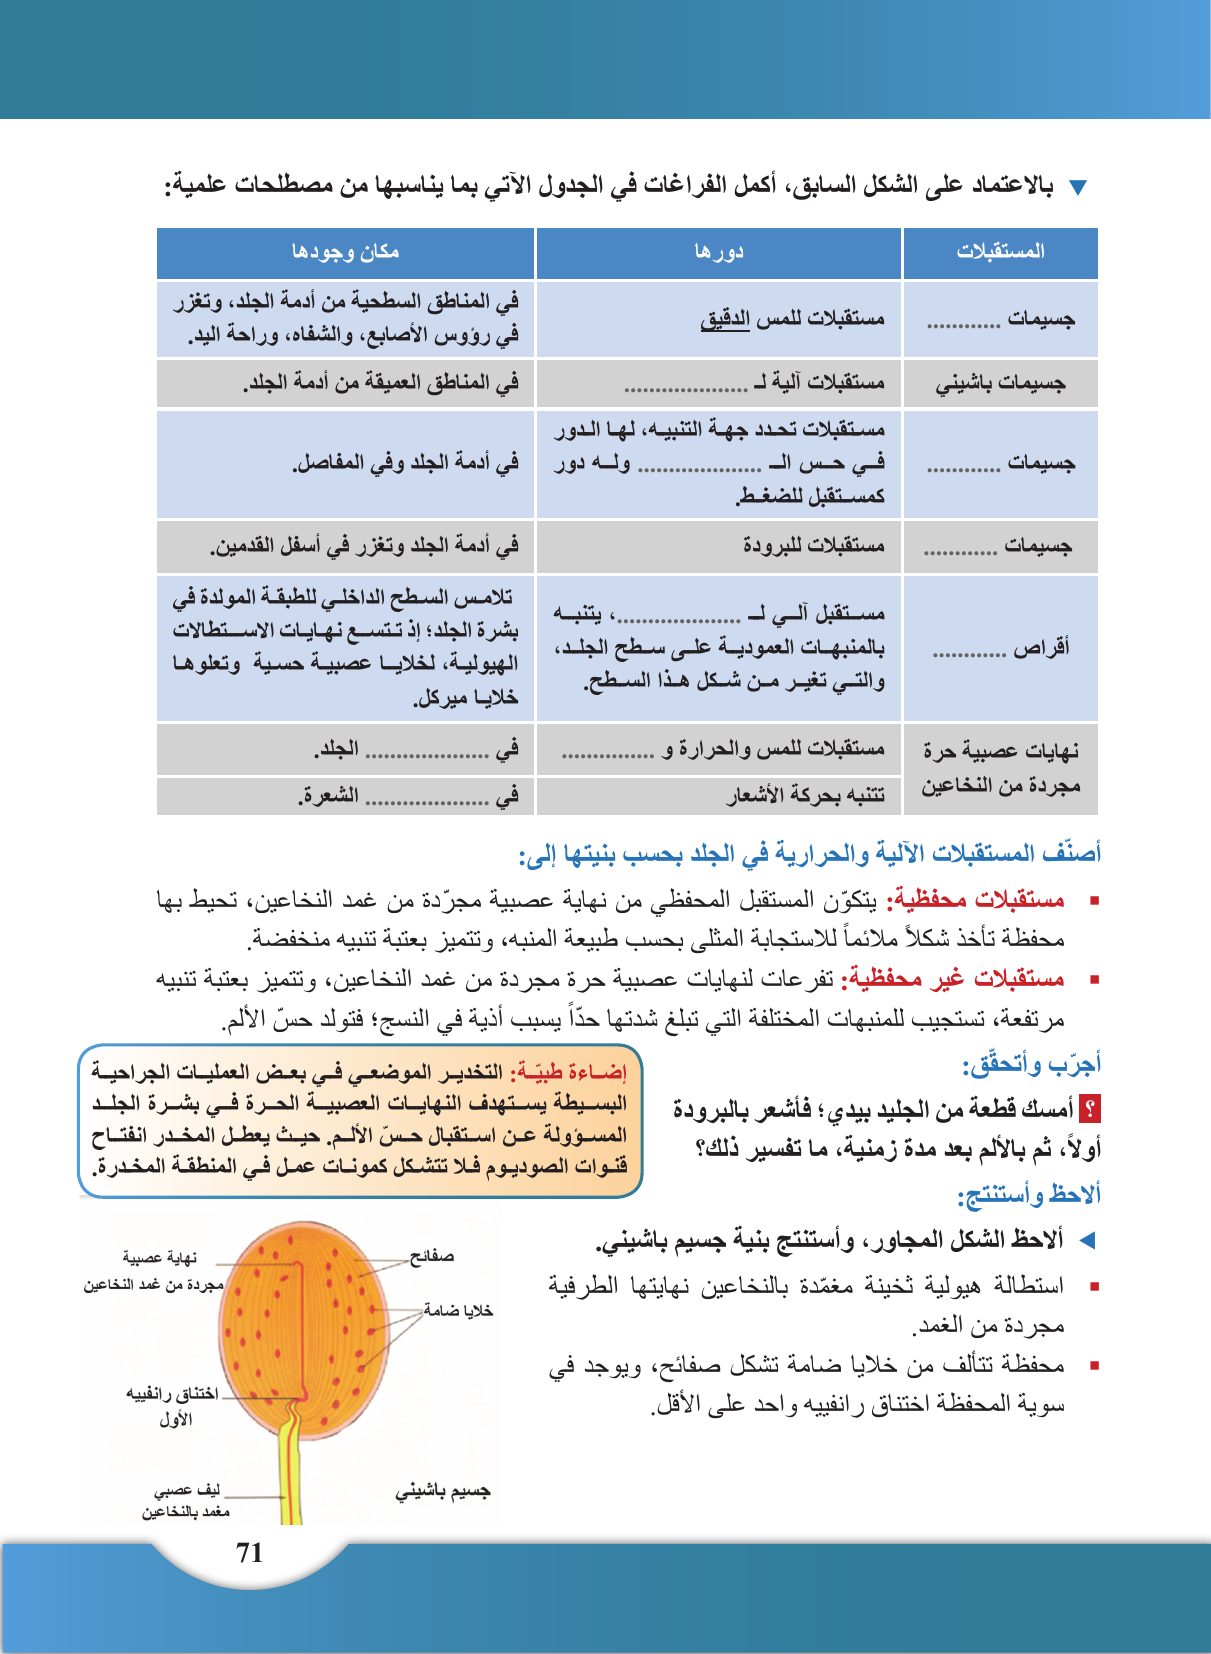 بالاعتماد على الشكل السابق، أكمل الفراغات في الجدول الآتي بما يناسبها من مصطلحات علمية:
المستقبلات
دورها
مكان وجودها
جسيمات ............
مستقبلات للمس الدقيق
في المناطق السطحية من أدمة الجلد، وتغزر
في رؤوس الأصابع، والشفاه، وراحة اليد.
جسيمات باشيني
مستقبلات آلية لـ ....................
في المناطق العميقة من أدمة الجلد.
جسيمات ............
مستقبلات تحدد جهة التنبيه، لها الدور
في حس الـ .................... وله دور
كمستقبل للضغط.
في أدمة الجلد وفي المفاصل.
جسيمات ............
مستقبلات للبرودة
في أدمة الجلد وتغزر في أسفل القدمين.
أقراص ............
مستقبل آلي لـ ....................، يتنبه
بالمنبهات العمودية على سطح الجلد،
والتي تغير من شكل هذا السطح.
تلامس السطح الداخلي للطبقة المولدة في
بشرة الجلد؛ إذ تتسع نهايات الاستطالات
الهيولية، لخلايا عصبية حسية وتعلوها
خلايا ميركل.
نهايات عصبية حرة
مجردة من النخاعين
مستقبلات للمس والحرارة و ...............
في .................... الجلد.
تتنبه بحركة الأشعار
في .................... الشعرة.
أصنّف المستقبلات الآلية والحرارية في الجلد بحسب بنيتها إلى:
▪ مستقبلات محفظية: يتكوّن المستقبل المحفظي من نهاية عصبية مجرّدة من غمد النخاعين، تحيط بها
محفظة تأخذ شكلاً ملائماً للاستجابة المثلى بحسب طبيعة المنبه، وتتميز بعتبة تنبيه منخفضة.
▪ مستقبلات غير محفظية: تفرعات لنهايات عصبية حرة مجردة من غمد النخاعين، وتتميز بعتبة تنبيه
مرتفعة، تستجيب للمنبهات المختلفة التي تبلغ شدتها حدّاً يسبب أذية في النسج؛ فتولد حسّ الألم.
أجرّب وأتحقّق:
؟ أمسك قطعة من الجليد بيدي؛ فأشعر بالبرودة
أولاً، ثم بالألم بعد مدة زمنية، ما تفسير ذلك؟
إضاءة طبيّة: التخدير الموضعي في بعض العمليات الجراحية
البسيطة يستهدف النهايات العصبية الحرة في بشرة الجلد
المسؤولة عن استقبال حسّ الألم. حيث يعطل المخدر انفتاح
قنوات الصوديوم فلا تتشكل كمونات عمل في المنطقة المخدرة.
ألاحظ وأستنتج:
ألاحظ الشكل المجاور، وأستنتج بنية جسيم باشيني.
▪ استطالة هيولية ثخينة مغمّدة بالنخاعين نهايتها الطرفية
مجردة من الغمد.
▪ محفظة تتألف من خلايا ضامة تشكل صفائح، ويوجد في
سوية المحفظة اختناق رانفييه واحد على الأقل.
صفائح
خلايا ضامة
نهاية عصبية
مجردة من غمد النخاعين
اختناق رانفييه
الأول
ليف عصبي
مغمد بالنخاعين
جسيم باشيني
71